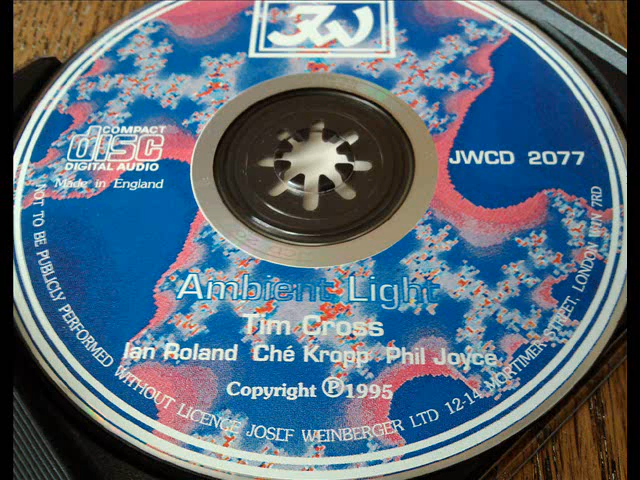 JW
COMPACT
disc
DIGITAL AUDIO
Made in England
JWCD 2077
Ambient Light
Tim Cross
Ian Roland Ché Kropp Phil Joyce
Copyright ℗1995
NOT TO BE PUBLICLY PERFORMED WITHOUT LICENCE JOSEF WEINBERGER LTD 12-14 MORTIMER STREET, LONDON W1N 7RD